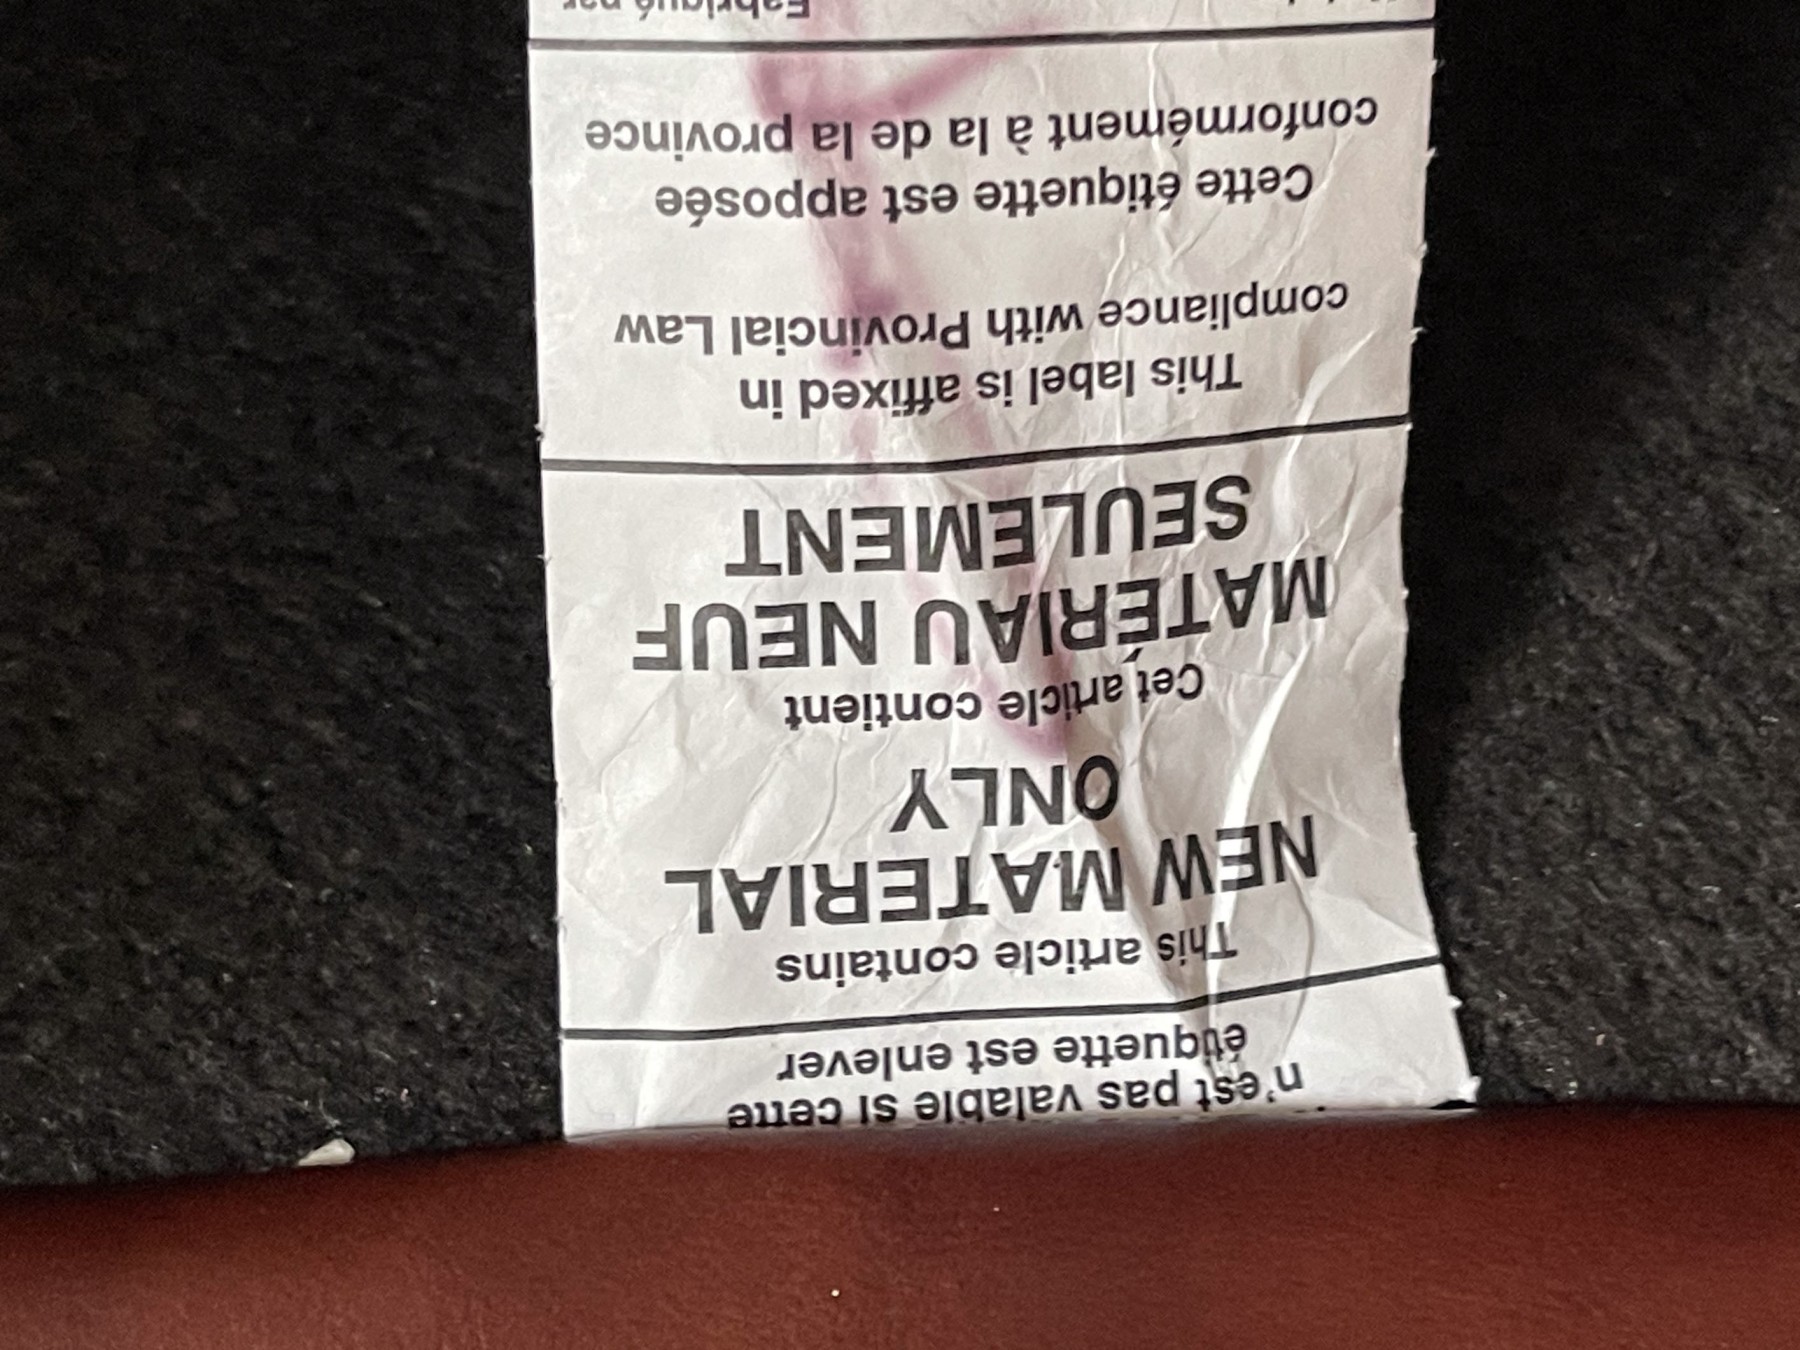 n'est pas valable si cette
étiquette est enlever
This article contains
NEW MATERIAL
ONLY
Cet article contient
MATÉRIAU NEUF
SEULEMENT
This label is affixed in
compliance with Provincial Law
Cette étiquette est apposée
conformément à la de la province
Fabriqué par